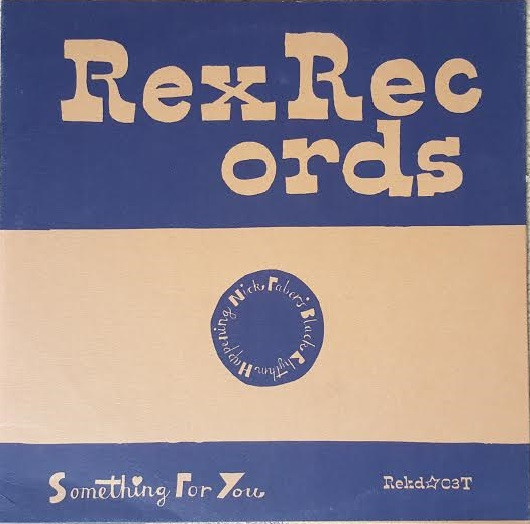 RexRec
ords
Nick Faber's Black Rhythm Happening
Something For You
Rekd☆03T